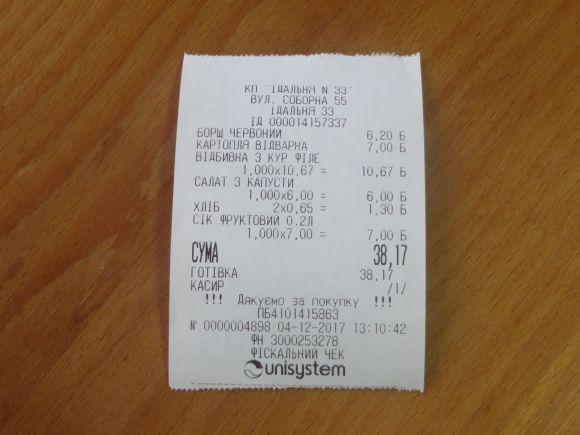 КП "ЇДАЛЬНЯ N 33"
ВУЛ. СОБОРНА 55
ЇДАЛЬНЯ 33
ІД 000014157337
БОРЩ ЧЕРВОНИЙ 6,20 Б
КАРТОПЛЯ ВІДВАРНА 7,00 Б
ВІДБИВНА З КУР ФІЛЕ
1,000x10,67 = 10,67 Б
САЛАТ З КАПУСТИ
1,000x6,00 = 6,00 Б
ХЛІБ 2x0,65 = 1,30 Б
СІК ФРУКТОВИЙ 0.2Л
1,000x7,00 = 7,00 Б
СУМА 38,17
ГОТІВКА 38,17
КАСИР /1/
!!! Дякуємо за покупку !!!
ПБ4101415863
№ 0000004898 04-12-2017 13:10:42
ФН 3000253278
ФІСКАЛЬНИЙ ЧЕК
unisystem